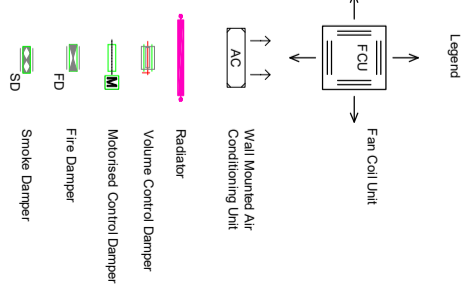 Legend
FCU
Fan Coil Unit
AC
Wall Mounted Air
Conditioning Unit
Radiator
Volume Control Damper
M
Motorised Control Damper
FD
Fire Damper
SD
Smoke Damper